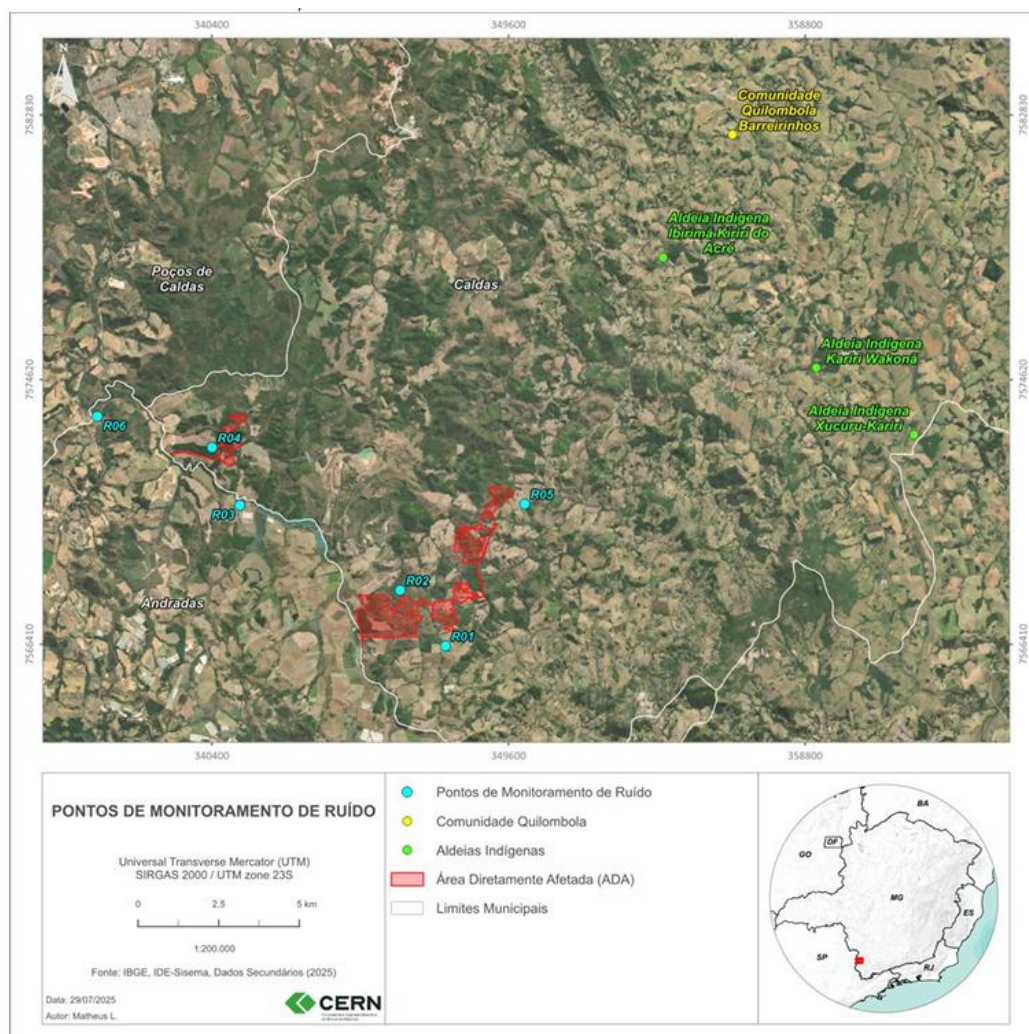 340400
349600
358800
N
7582830
7582830
Comunidade
Quilombola
Barreirinhos
Aldeia Indígena
Ibirimã Kiriri do
Acré
Poços de
Caldas
Caldas
Aldeia Indígena
Kariri Wakonã
7574620
7574620
Aldeia Indígena
Xucuru-Kariri
R06
R04
R03
R05
R02
Andradas
R01
7566410
7566410
340400
349600
358800
PONTOS DE MONITORAMENTO DE RUÍDO
Universal Transverse Mercator (UTM)
SIRGAS 2000 / UTM zone 23S
0 2,5 5 km
1:200.000
Fonte: IBGE, IDE-Sisema, Dados Secundários (2025)
Data: 29/07/2025
Autor: Matheus L.
CERN
Pontos de Monitoramento de Ruído
Comunidade Quilombola
Aldeias Indígenas
Área Diretamente Afetada (ADA)
Limites Municipais
BA
DF
GO
MG
ES
SP
RJ